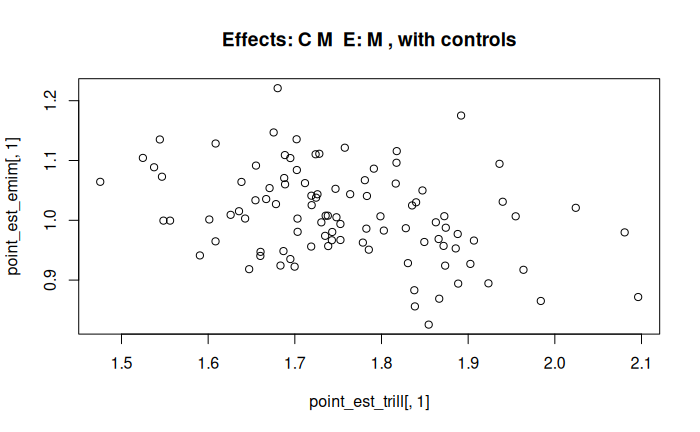 Effects: C M  E: M , with controls
point_est_emim[, 1]
1.2
1.1
1.0
0.9
1.5 1.6 1.7 1.8 1.9 2.0 2.1
point_est_trill[, 1]